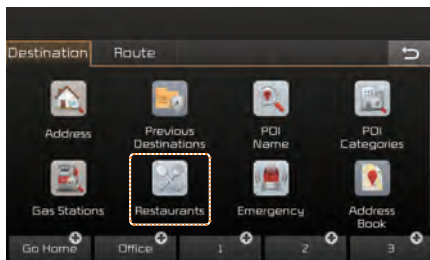 Destination Route
Address Previous Destinations POI Name POI Categories
Gas Stations Restaurants Emergency Address Book
Go Home Office 1 2 3